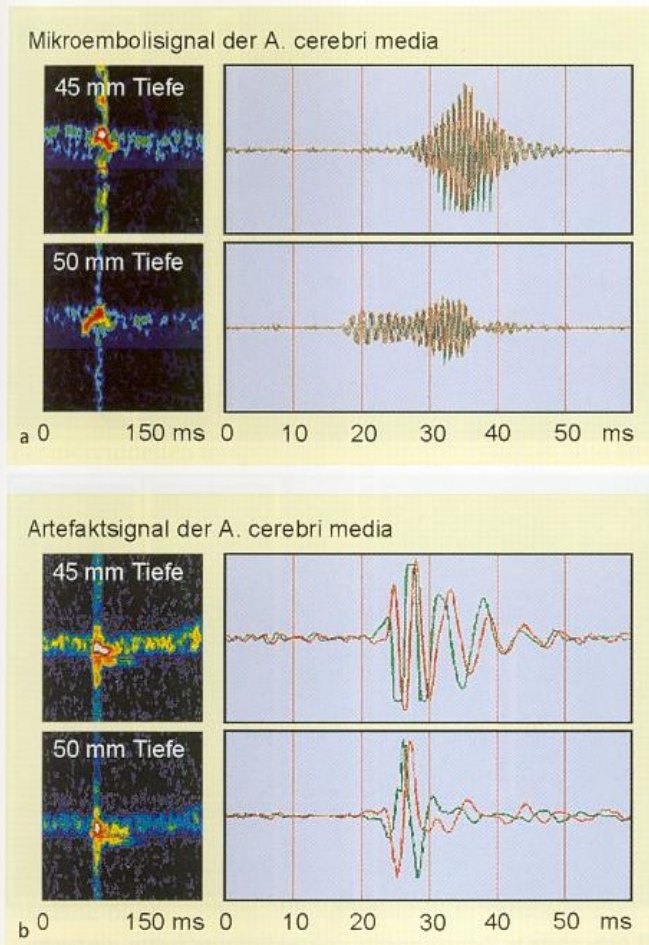 Mikroembolisignal der A. cerebri media
45 mm Tiefe
50 mm Tiefe
a 0 150 ms 0 10 20 30 40 50 ms
Artefaktsignal der A. cerebri media
45 mm Tiefe
50 mm Tiefe
b 0 150 ms 0 10 20 30 40 50 ms